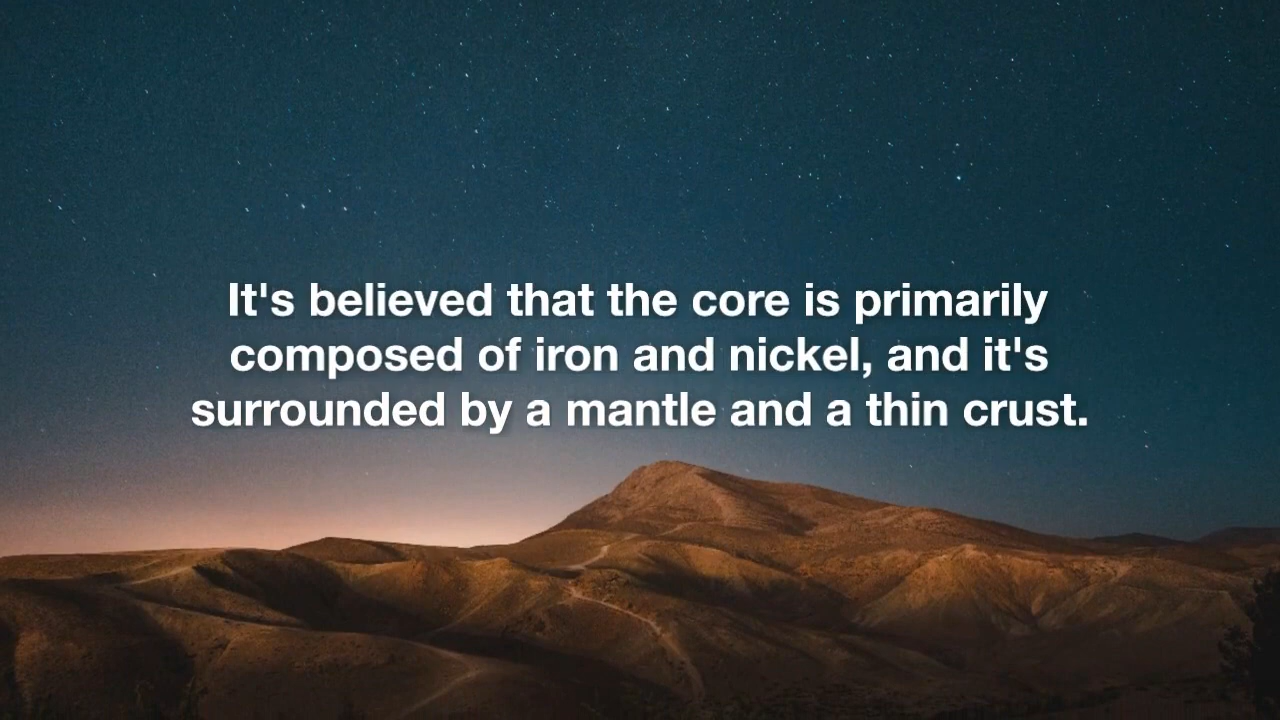 It's believed that the core is primarily
composed of iron and nickel, and it's
surrounded by a mantle and a thin crust.